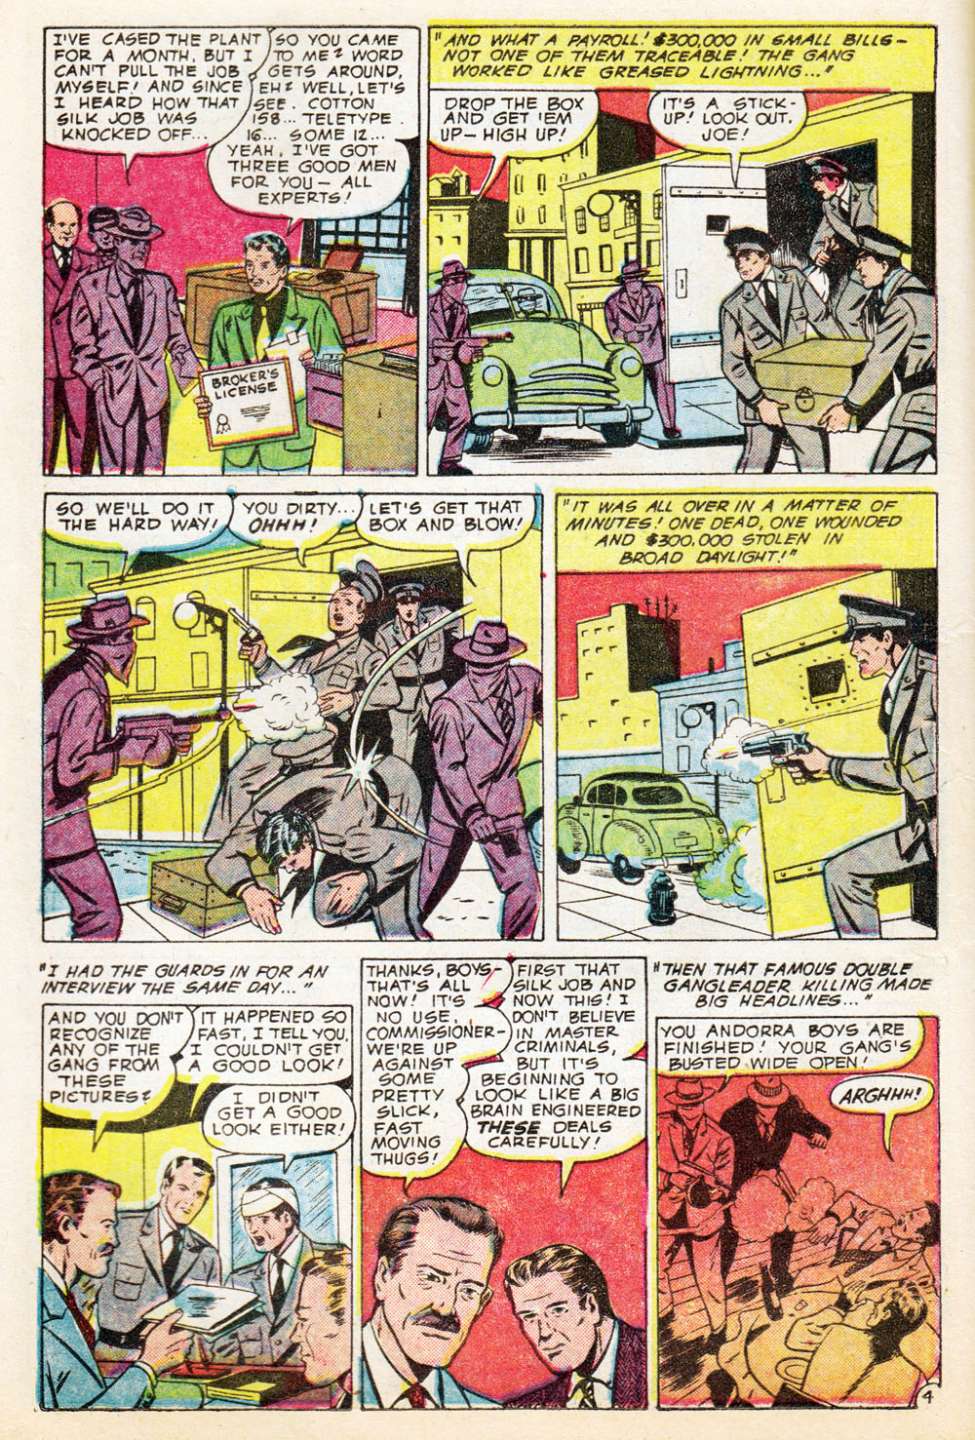 I'VE CASED THE PLANT
FOR A MONTH, BUT I
CAN'T PULL THE JOB
MYSELF! AND SINCE
I HEARD HOW THAT
SILK JOB WAS
KNOCKED OFF...
SO YOU CAME
TO ME? WORD
GETS AROUND,
EH? WELL, LET'S
SEE. COTTON
158... TELETYPE
16... SOME 12...
YEAH, I'VE GOT
THREE GOOD MEN
FOR YOU — ALL
EXPERTS!
BROKER'S
LICENSE
"AND WHAT A PAYROLL! $300,000 IN SMALL BILLS —
NOT ONE OF THEM TRACEABLE! THE GANG
WORKED LIKE GREASED LIGHTNING..."
DROP THE BOX
AND GET 'EM
UP — HIGH UP!
IT'S A STICK-
UP! LOOK OUT,
JOE!
SO WE'LL DO IT
THE HARD WAY!
YOU DIRTY...
OHHH!
LET'S GET THAT
BOX AND BLOW!
"IT WAS ALL OVER IN A MATTER OF
MINUTES! ONE DEAD, ONE WOUNDED
AND $300,000 STOLEN IN
BROAD DAYLIGHT!"
"I HAD THE GUARDS IN FOR AN
INTERVIEW THE SAME DAY..."
AND YOU DON'T
RECOGNIZE
ANY OF THE
GANG FROM
THESE
PICTURES?
IT HAPPENED SO
FAST, I TELL YOU,
I COULDN'T GET
A GOOD LOOK!
I DIDN'T
GET A GOOD
LOOK EITHER!
THANKS, BOYS —
THAT'S ALL
NOW! IT'S
NO USE,
COMMISSIONER —
WE'RE UP
AGAINST
SOME
PRETTY
SLICK,
FAST
MOVING
THUGS!
FIRST THAT
SILK JOB AND
NOW THIS! I
DON'T BELIEVE
IN MASTER
CRIMINALS,
BUT IT'S
BEGINNING TO
LOOK LIKE A BIG
BRAIN ENGINEERED
THESE DEALS
CAREFULLY!
"THEN THAT FAMOUS DOUBLE
GANGLEADER KILLING MADE
BIG HEADLINES..."
YOU ANDORRA BOYS ARE
FINISHED! YOUR GANG'S
BUSTED WIDE OPEN!
ARGHHH!
4